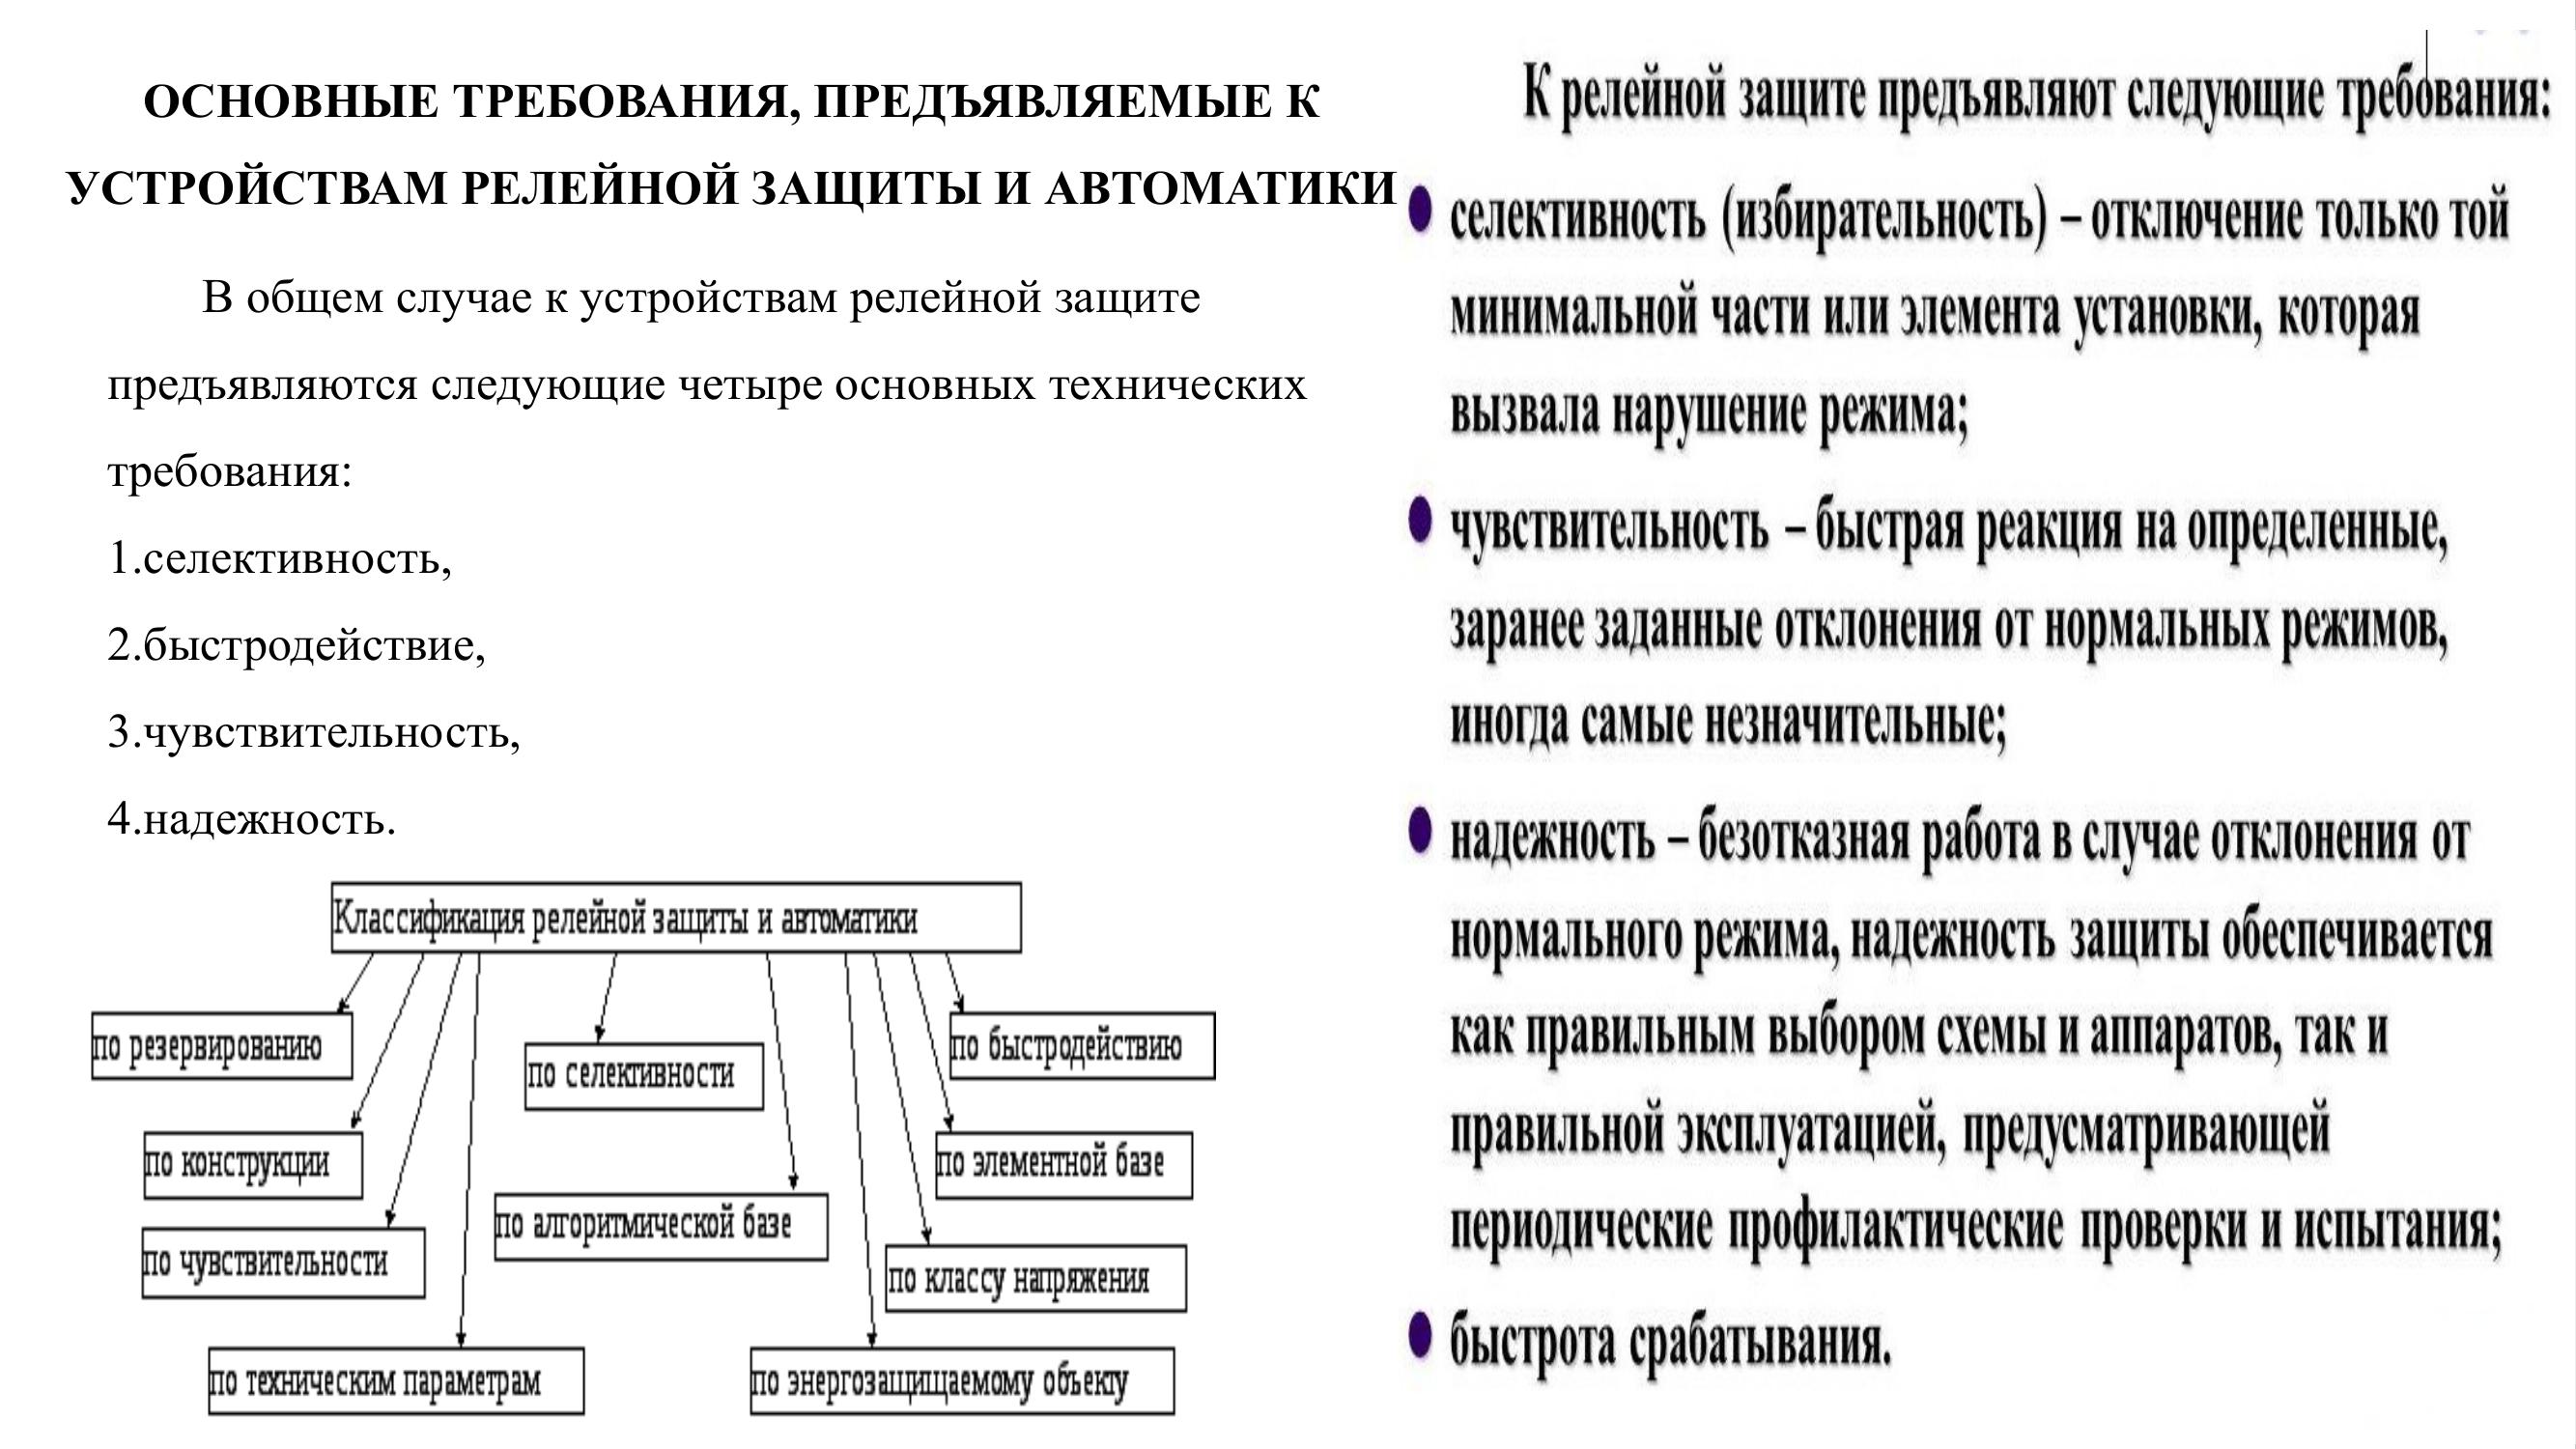 ОСНОВНЫЕ ТРЕБОВАНИЯ, ПРЕДЪЯВЛЯЕМЫЕ К
УСТРОЙСТВАМ РЕЛЕЙНОЙ ЗАЩИТЫ И АВТОМАТИКИ
В общем случае к устройствам релейной защите
предъявляются следующие четыре основных технических
требования:
1.селективность,
2.быстродействие,
3.чувствительность,
4.надежность.
Классификация релейной защиты и автоматики
по резервированию
по селективности
по быстродействию
по конструкции
по элементной базе
по алгоритмической базе
по чувствительности
по классу напряжения
по техническим параметрам
по энергозащищаемому объекту
К релейной защите предъявляют следующие требования:
● селективность (избирательность) – отключение только той
минимальной части или элемента установки, которая
вызвала нарушение режима;
● чувствительность – быстрая реакция на определенные,
заранее заданные отклонения от нормальных режимов,
иногда самые незначительные;
● надежность – безотказная работа в случае отклонения от
нормального режима, надежность защиты обеспечивается
как правильным выбором схемы и аппаратов, так и
правильной эксплуатацией, предусматривающей
периодические профилактические проверки и испытания;
● быстрота срабатывания.